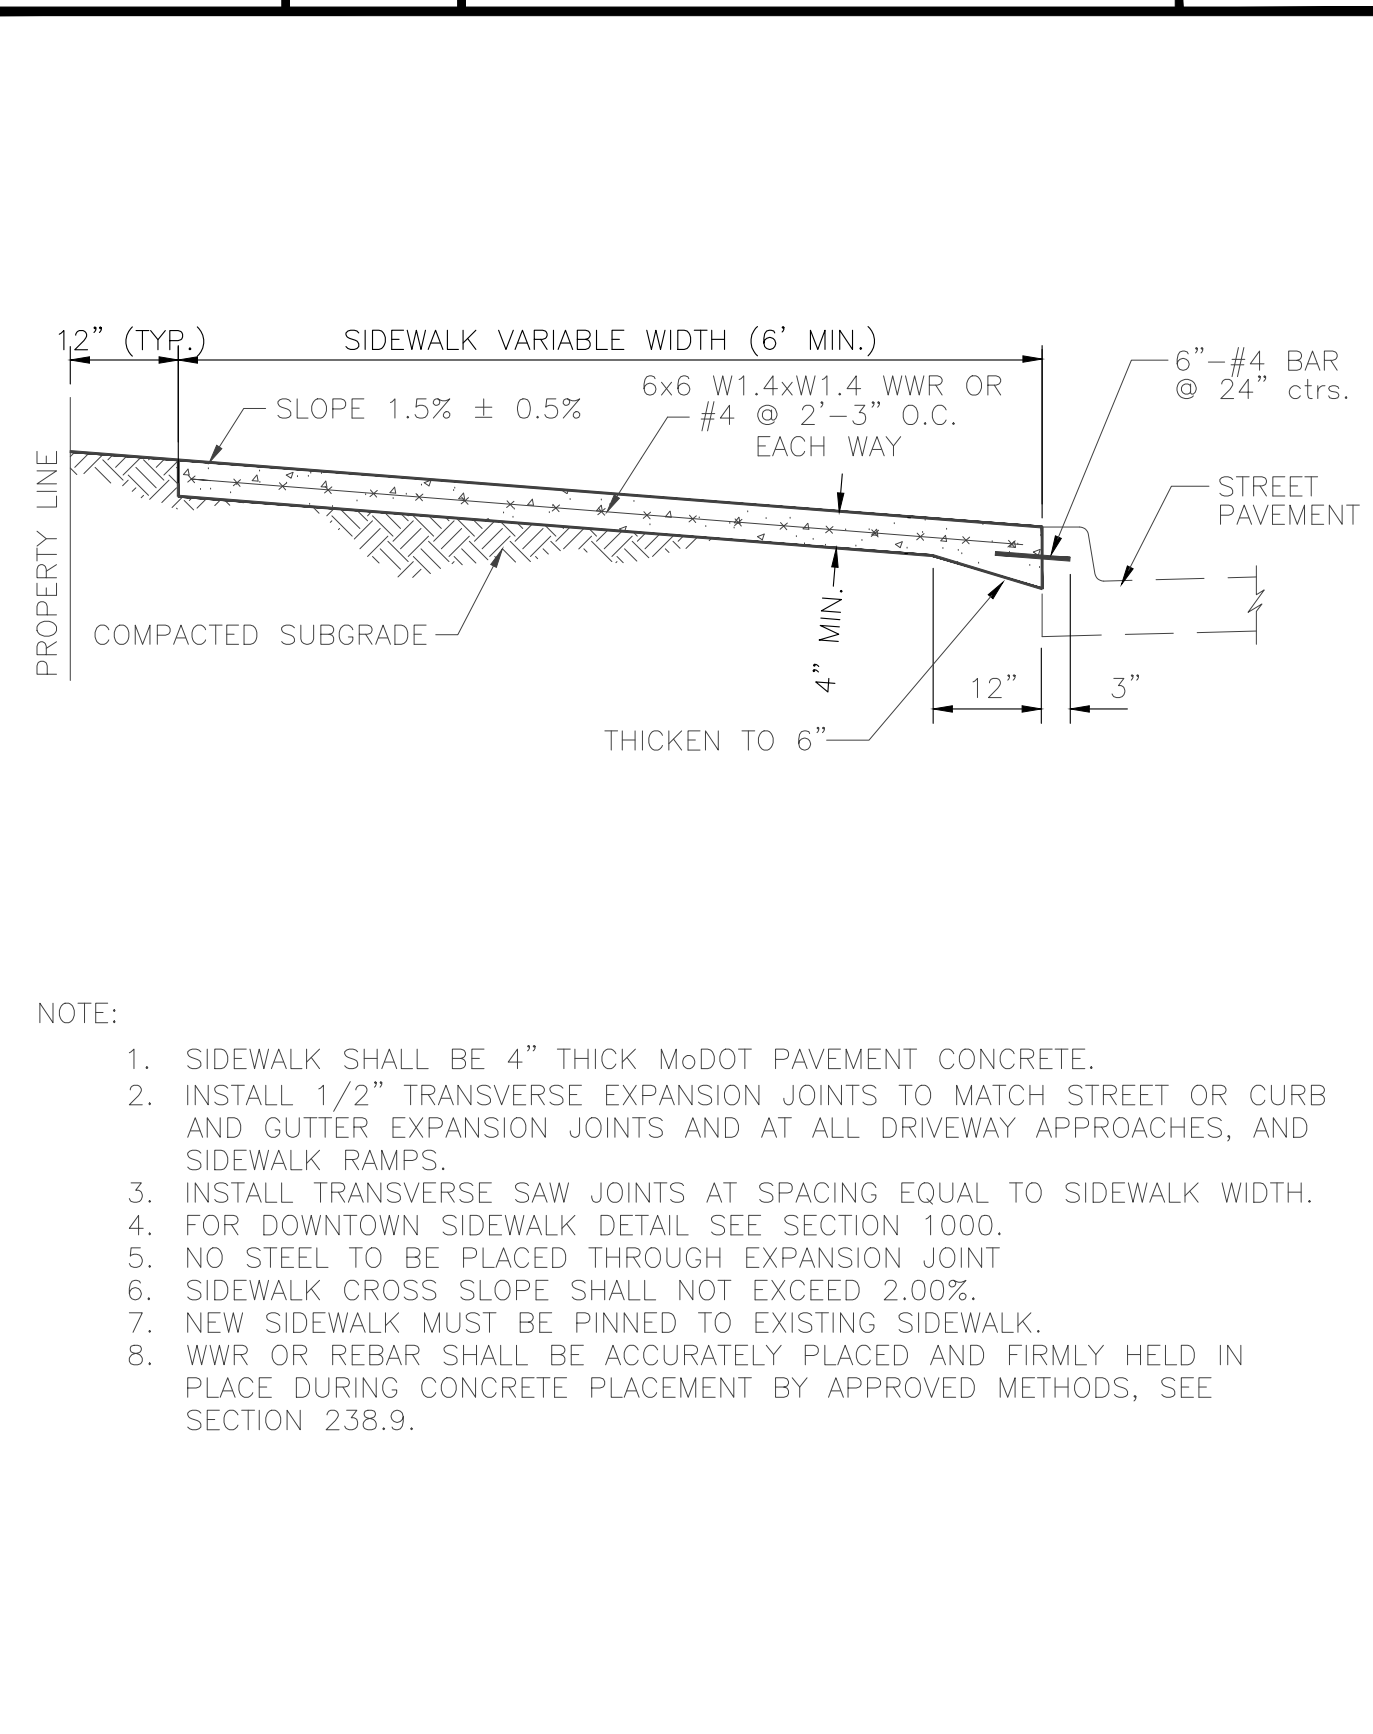 12” (TYP.)
SIDEWALK VARIABLE WIDTH (6’ MIN.)
6”-#4 BAR
@ 24” ctrs.
SLOPE 1.5% ± 0.5%
6x6 W1.4xW1.4 WWR OR
#4 @ 2’-3” O.C.
EACH WAY
STREET
PAVEMENT
PROPERTY LINE
COMPACTED SUBGRADE
4” MIN.
12”
3”
THICKEN TO 6”
NOTE:
1. SIDEWALK SHALL BE 4” THICK MoDOT PAVEMENT CONCRETE.
2. INSTALL 1/2” TRANSVERSE EXPANSION JOINTS TO MATCH STREET OR CURB
AND GUTTER EXPANSION JOINTS AND AT ALL DRIVEWAY APPROACHES, AND
SIDEWALK RAMPS.
3. INSTALL TRANSVERSE SAW JOINTS AT SPACING EQUAL TO SIDEWALK WIDTH.
4. FOR DOWNTOWN SIDEWALK DETAIL SEE SECTION 1000.
5. NO STEEL TO BE PLACED THROUGH EXPANSION JOINT
6. SIDEWALK CROSS SLOPE SHALL NOT EXCEED 2.00%.
7. NEW SIDEWALK MUST BE PINNED TO EXISTING SIDEWALK.
8. WWR OR REBAR SHALL BE ACCURATELY PLACED AND FIRMLY HELD IN
PLACE DURING CONCRETE PLACEMENT BY APPROVED METHODS, SEE
SECTION 238.9.